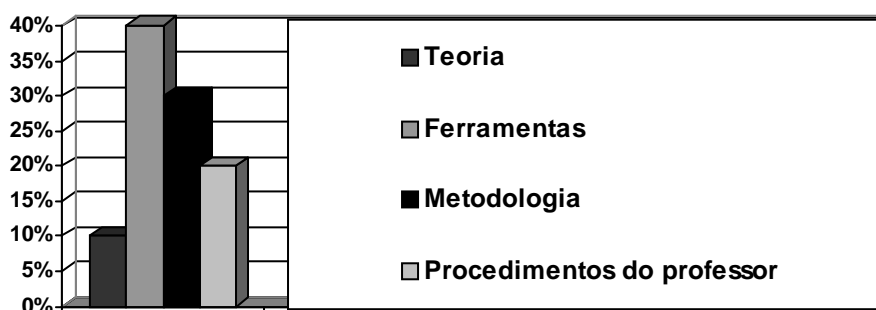 40%
35%
30%
25%
20%
15%
10%
5%
0%
Teoria
Ferramentas
Metodologia
Procedimentos do professor